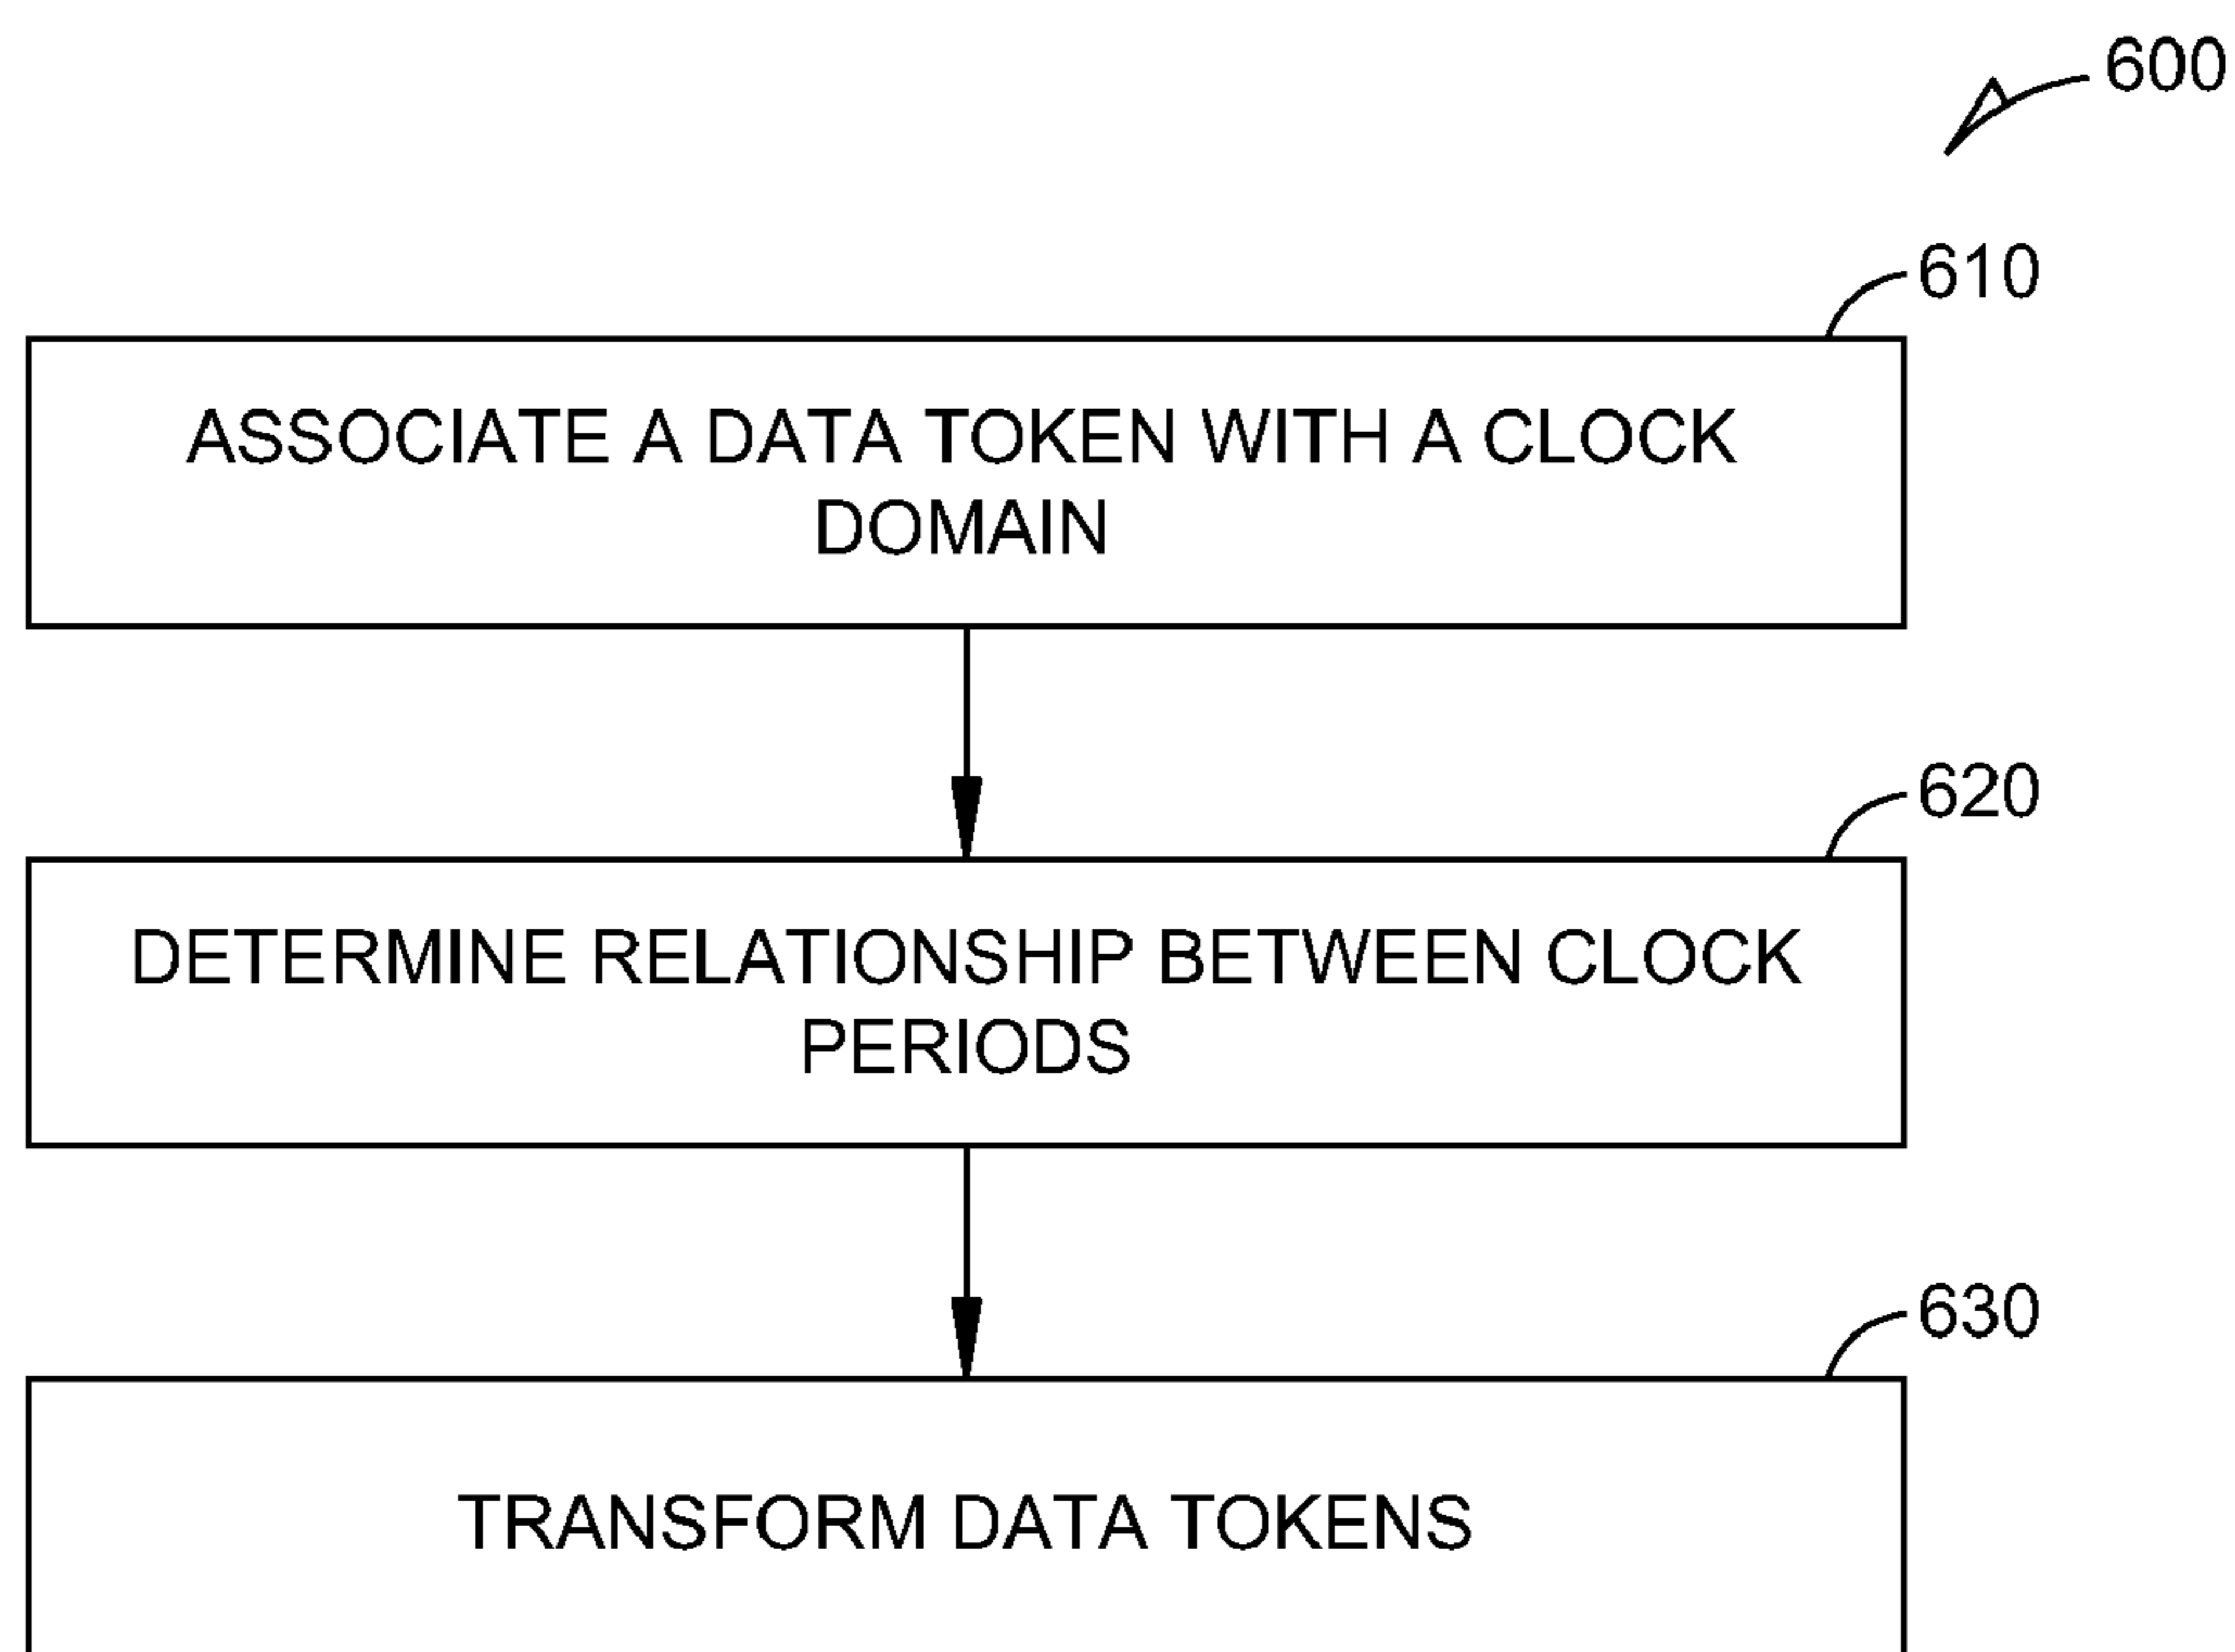 600
610
ASSOCIATE A DATA TOKEN WITH A CLOCK
DOMAIN
620
DETERMINE RELATIONSHIP BETWEEN CLOCK
PERIODS
630
TRANSFORM DATA TOKENS